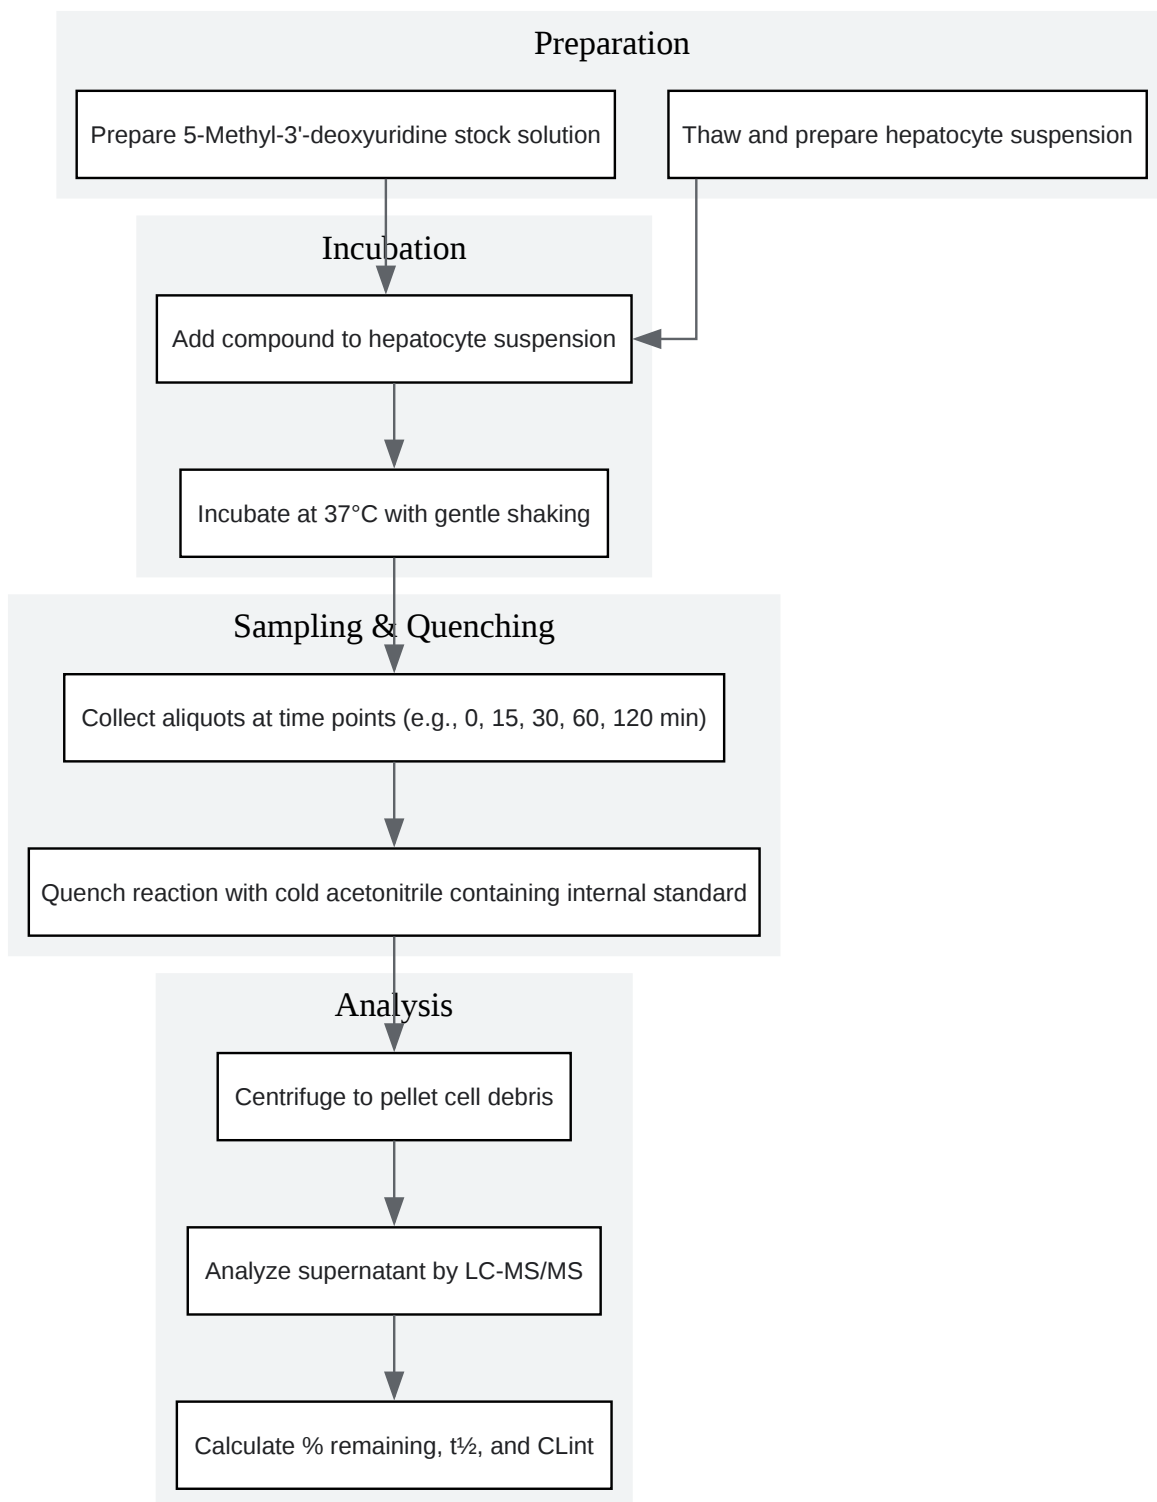 Preparation
Prepare 5-Methyl-3'-deoxyuridine stock solution
Thaw and prepare hepatocyte suspension
Incubation
Add compound to hepatocyte suspension
Incubate at 37°C with gentle shaking
Sampling & Quenching
Collect aliquots at time points (e.g., 0, 15, 30, 60, 120 min)
Quench reaction with cold acetonitrile containing internal standard
Analysis
Centrifuge to pellet cell debris
Analyze supernatant by LC-MS/MS
Calculate % remaining, t½, and CLint